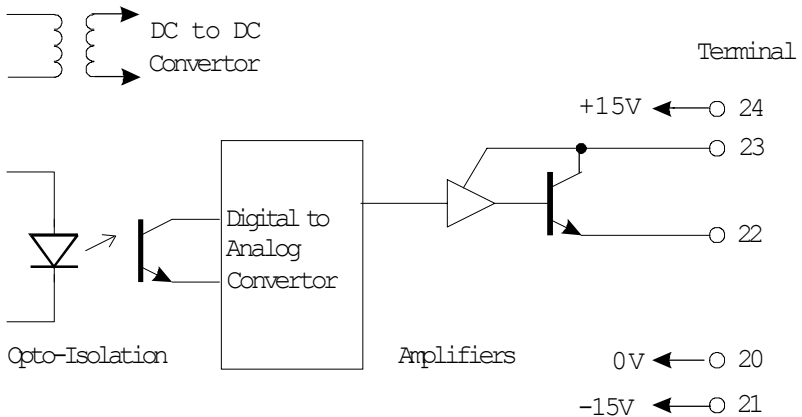 DC to DC
Convertor
Terminal
+15V 24
23
Digital to
Analog
Convertor
22
Opto-Isolation
Amplifiers
0V 20
-15V 21